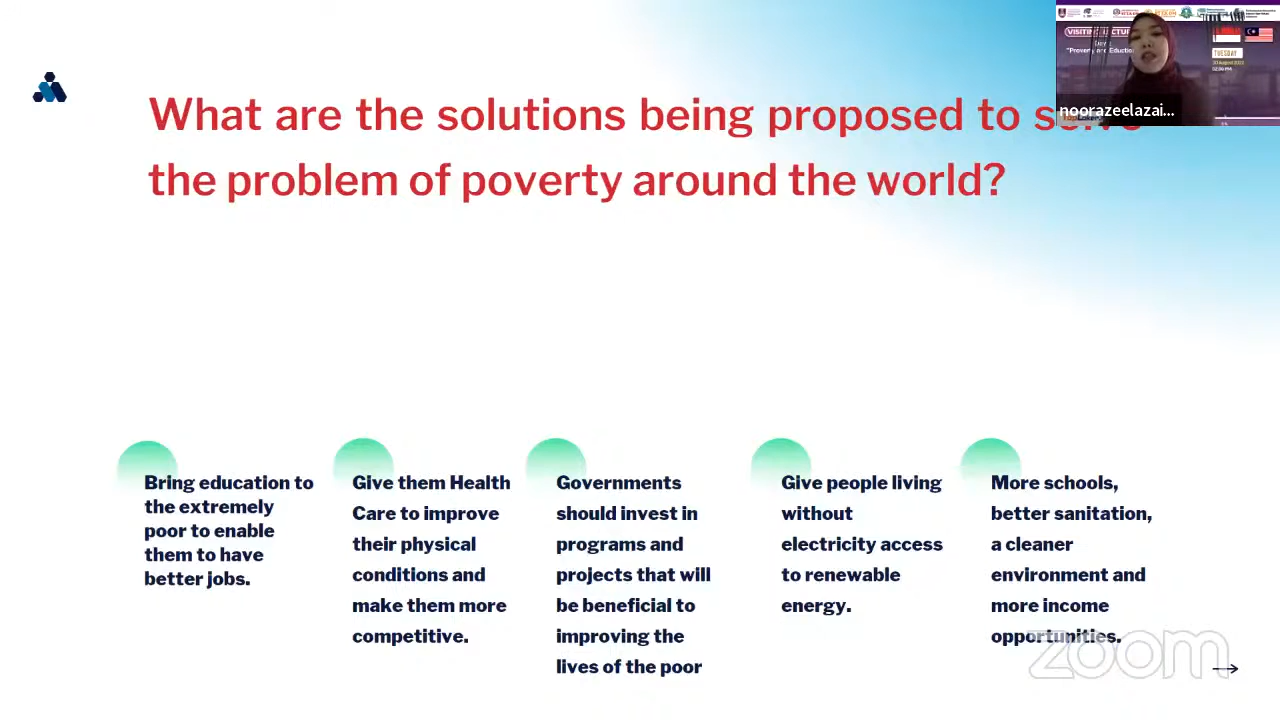 What are the solutions being proposed to solve
the problem of poverty around the world?
VISITING LECTURE
TUESDAY
noorazeelazai...
Bring education to
the extremely
poor to enable
them to have
better jobs.
Give them Health
Care to improve
their physical
conditions and
make them more
competitive.
Governments
should invest in
programs and
projects that will
be beneficial to
improving the
lives of the poor
Give people living
without
electricity access
to renewable
energy.
More schools,
better sanitation,
a cleaner
environment and
more income
opportunities.
zoom